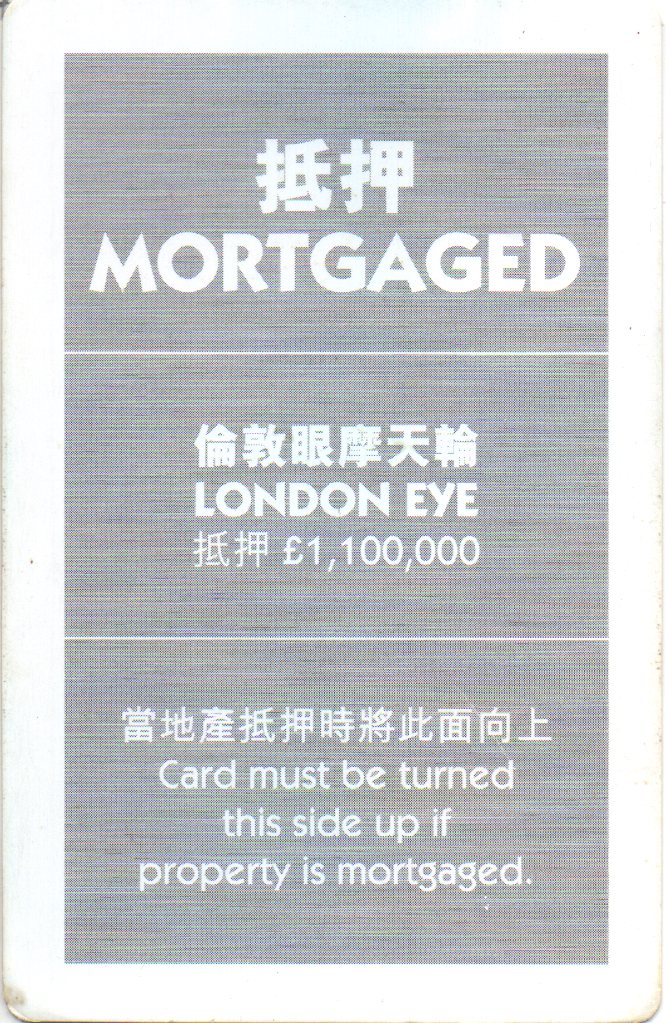 抵押
MORTGAGED
倫敦眼摩天輪
LONDON EYE
抵押 £1,100,000
當地產抵押時將此面向上
Card must be turned
this side up if
property is mortgaged.